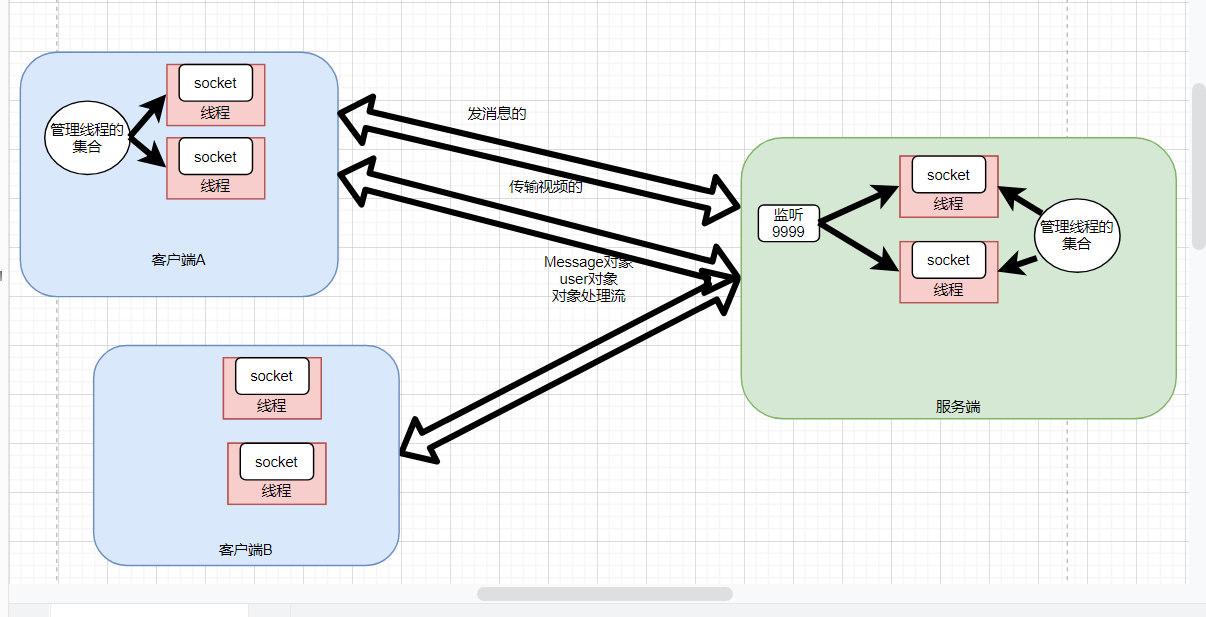 socket
线程
管理线程的
集合
socket
线程
客户端A
发消息的
传输视频的
Message对象
user对象
对象处理流
socket
线程
socket
线程
客户端B
监听
9999
socket
线程
管理线程的
集合
socket
线程
服务端